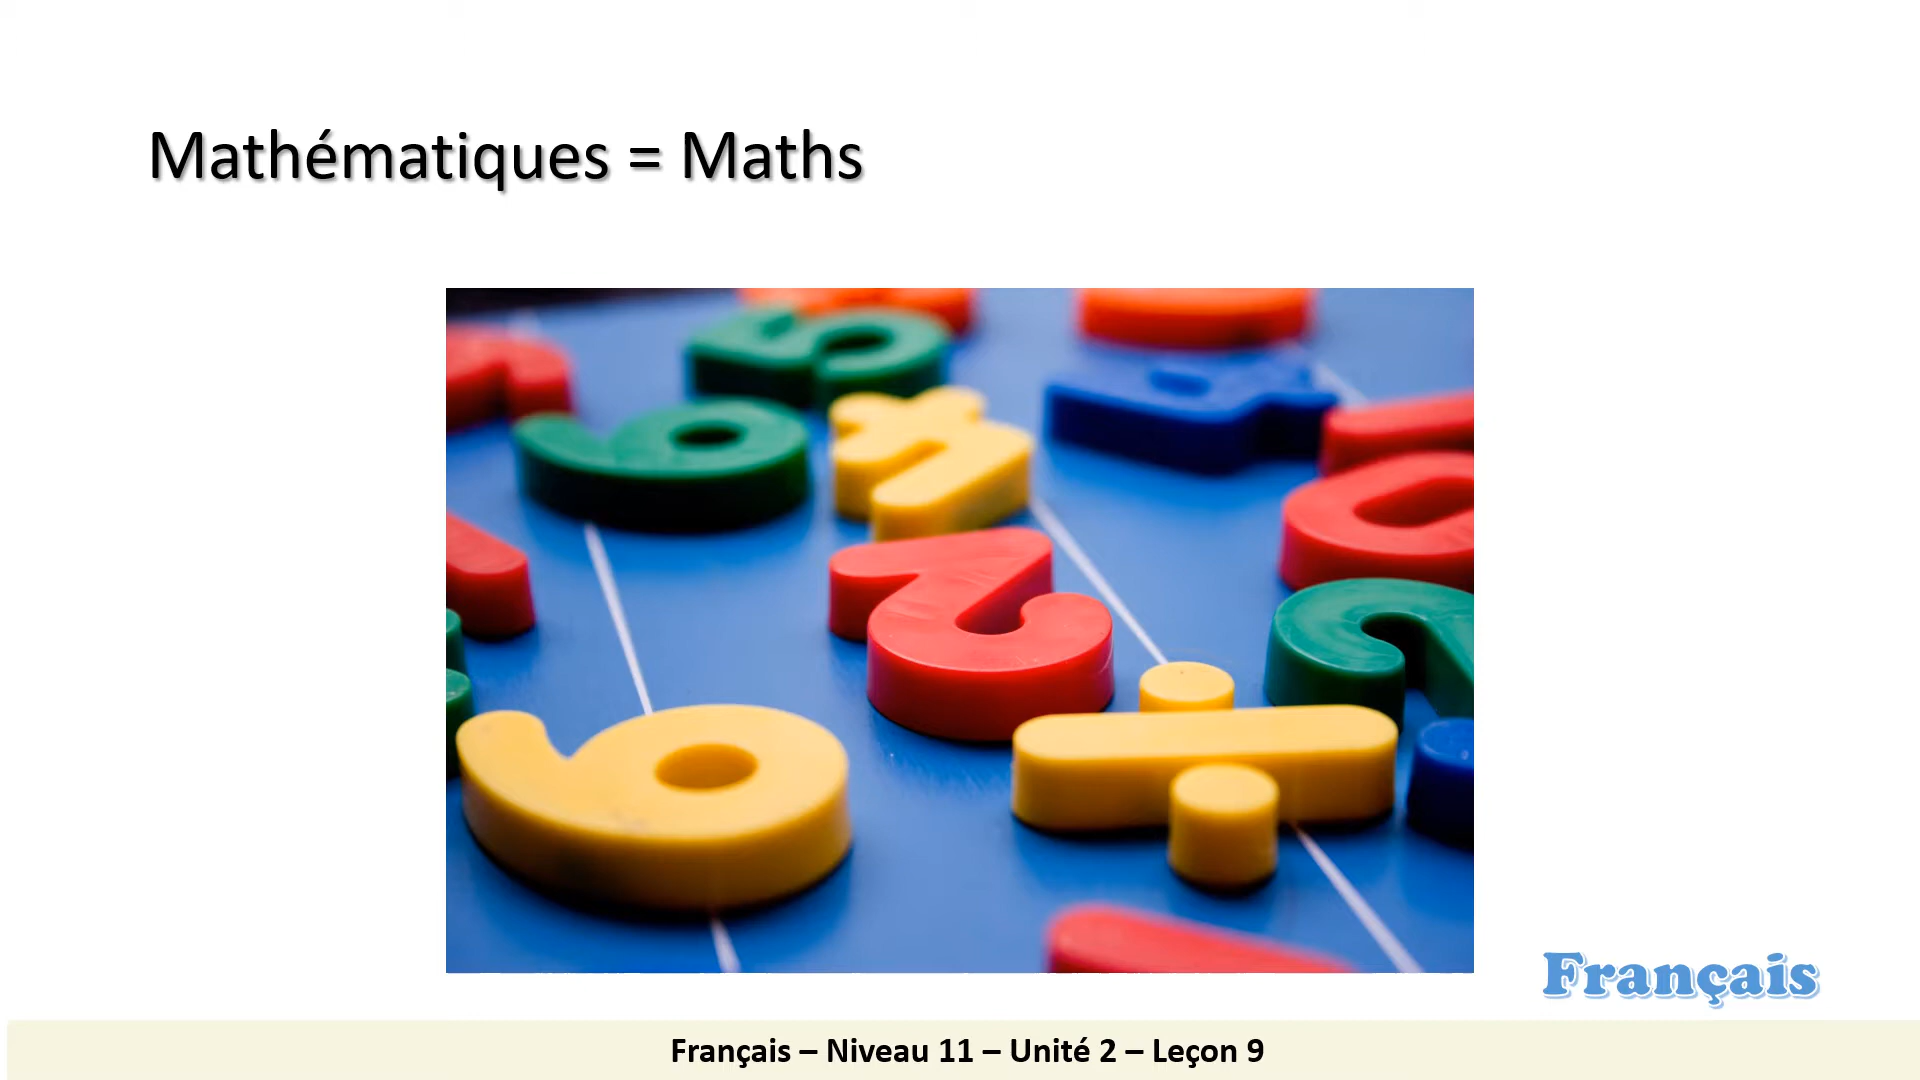 Mathématiques = Maths
Français
Français – Niveau 11 – Unité 2 – Leçon 9